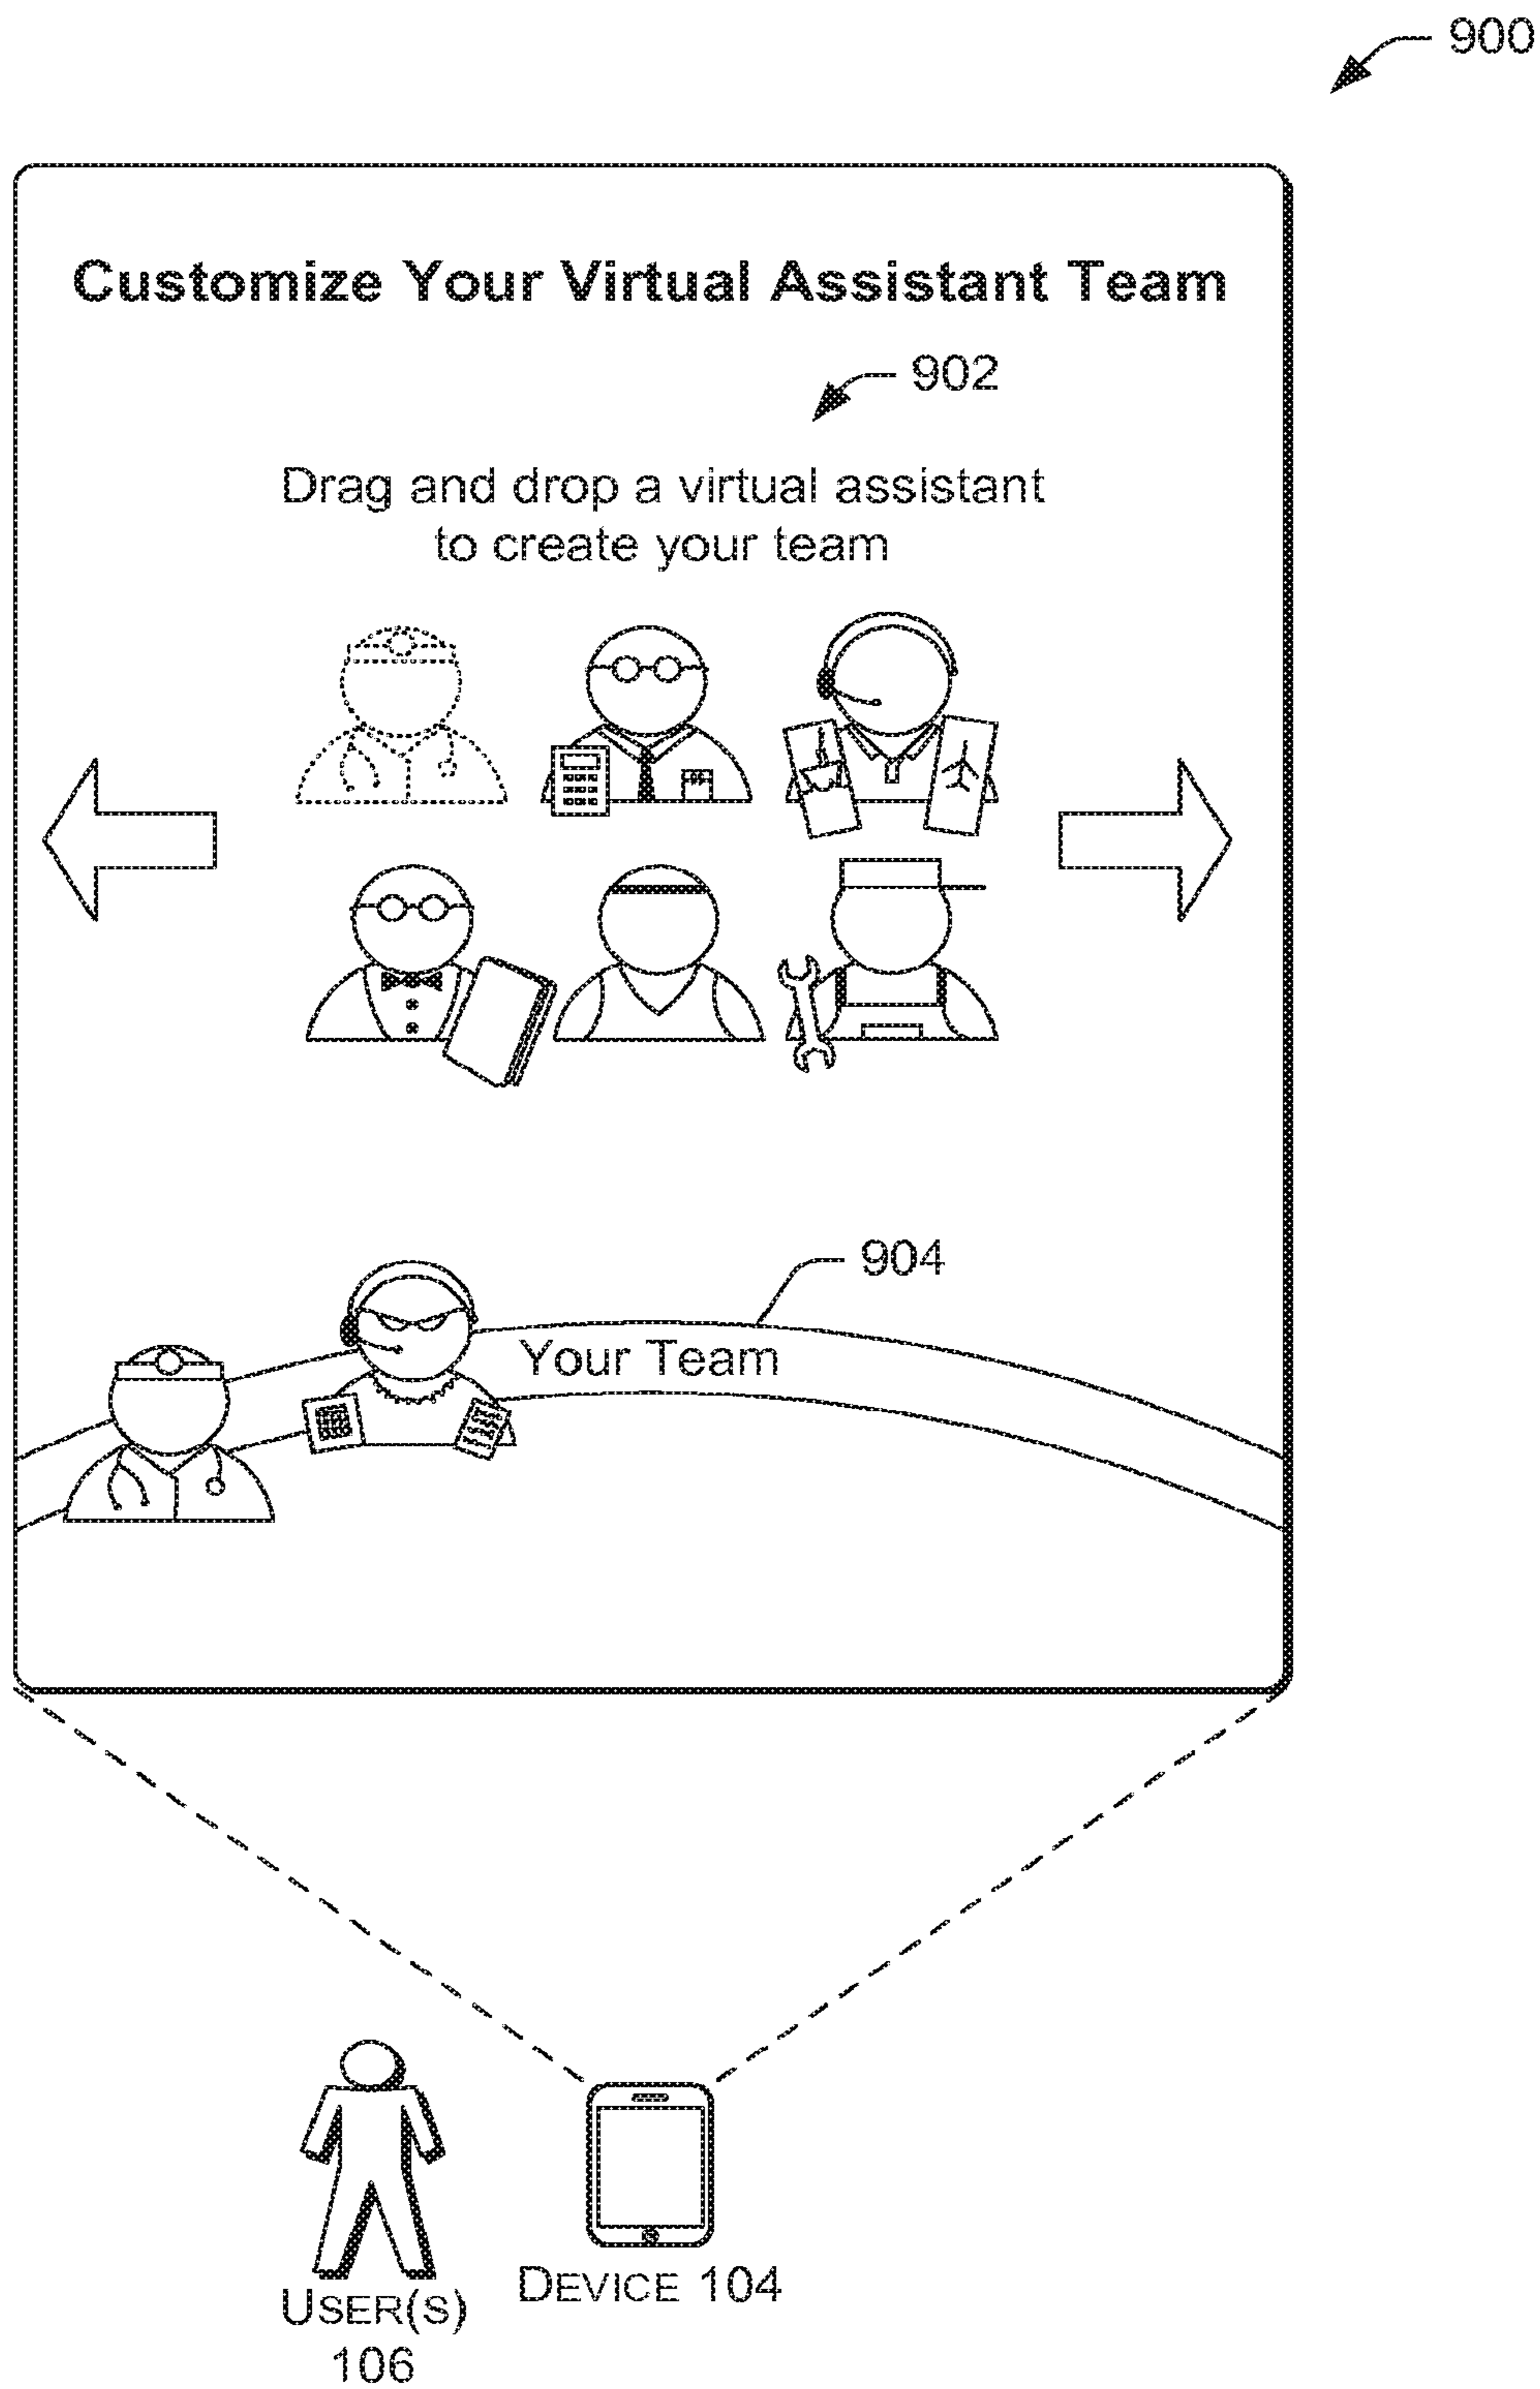 900
Customize Your Virtual Assistant Team
902
Drag and drop a virtual assistant
to create your team
904
Your Team
USER(S)
106
DEVICE 104